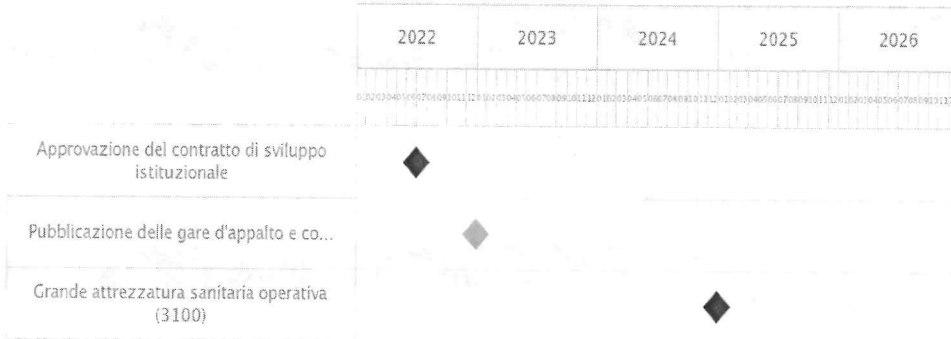 2022 2023 2024 2025 2026
Approvazione del contratto di sviluppo
istituzionale
Pubblicazione delle gare d'appalto e co...
Grande attrezzatura sanitaria operativa
(3100)